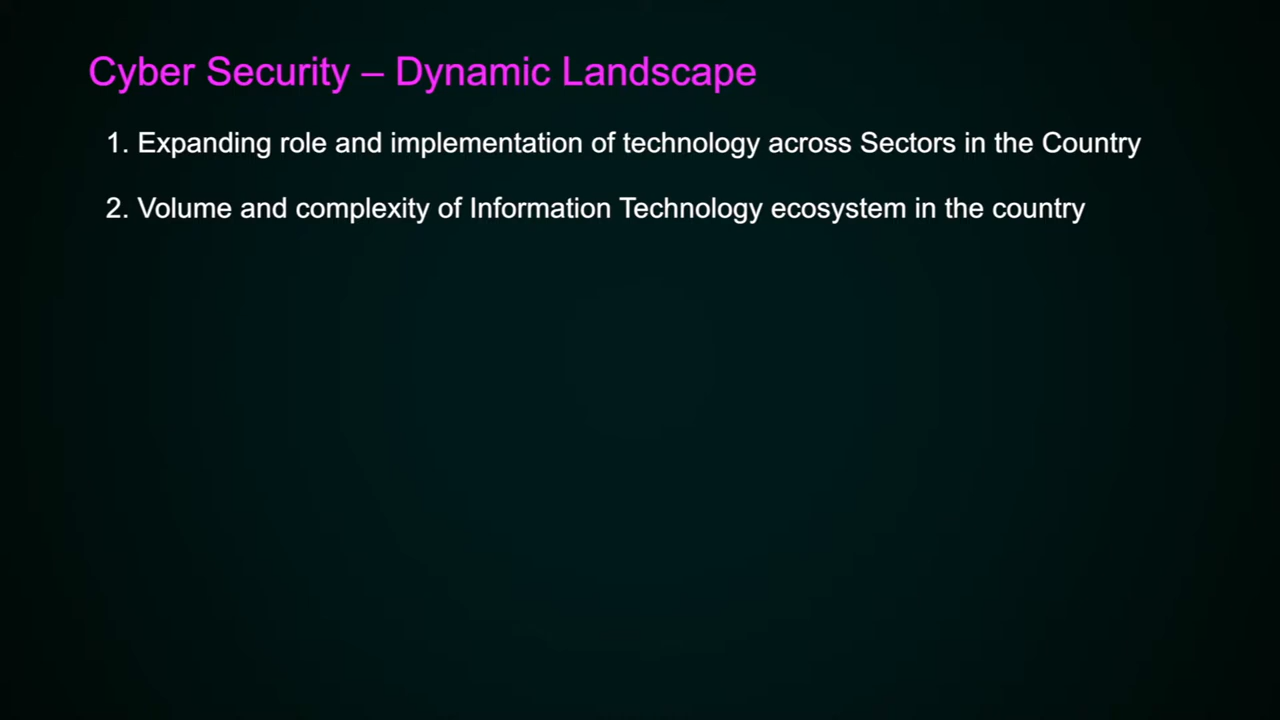 Cyber Security – Dynamic Landscape
1. Expanding role and implementation of technology across Sectors in the Country
2. Volume and complexity of Information Technology ecosystem in the country